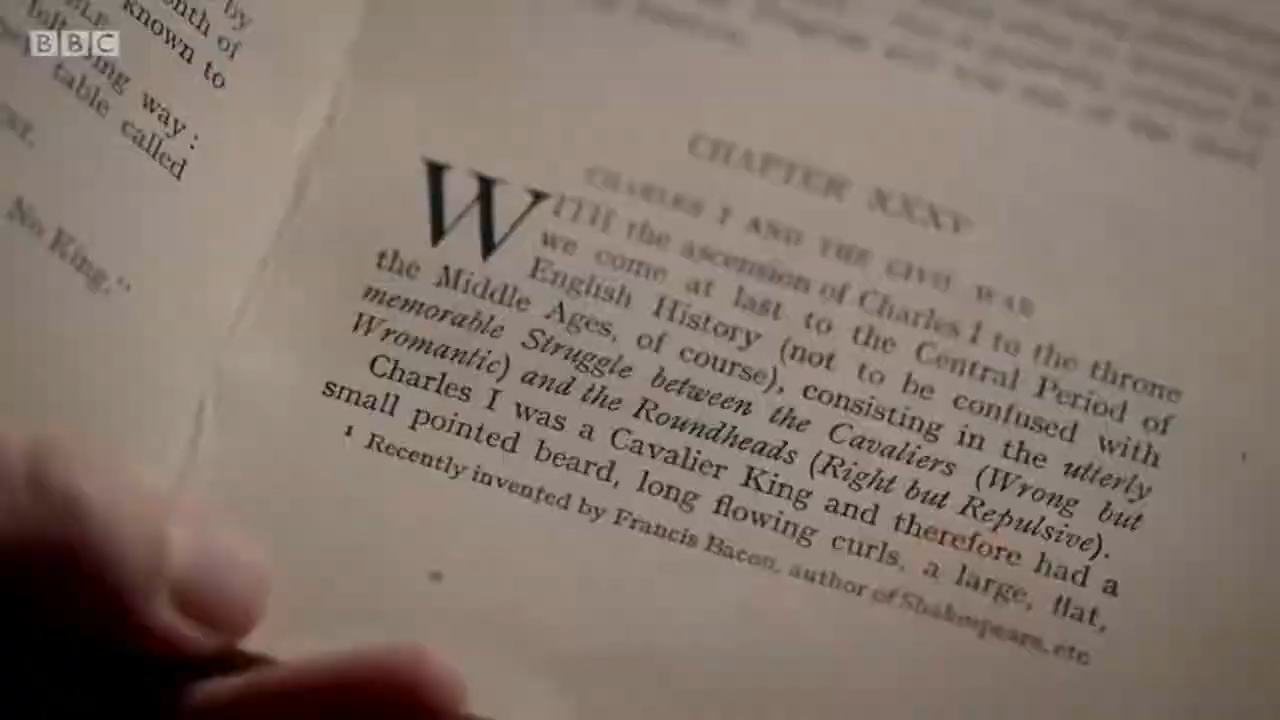 BBC
by
onth of
known to
ing way:
table called
No King."
CHAPTER XXXV
CHARLES I AND THE CIVIL WAR
WITH the ascension of Charles I to the throne
we come at last to the Central Period of
English History (not to be confused with
the Middle Ages, of course), consisting in the utterly
memorable Struggle between the Cavaliers (Wrong but
Wromantic) and the Roundheads (Right but Repulsive).
Charles I was a Cavalier King and therefore had a
small pointed beard, long flowing curls, a large, flat,
1 Recently invented by Francis Bacon, author of Shakespeare, etc